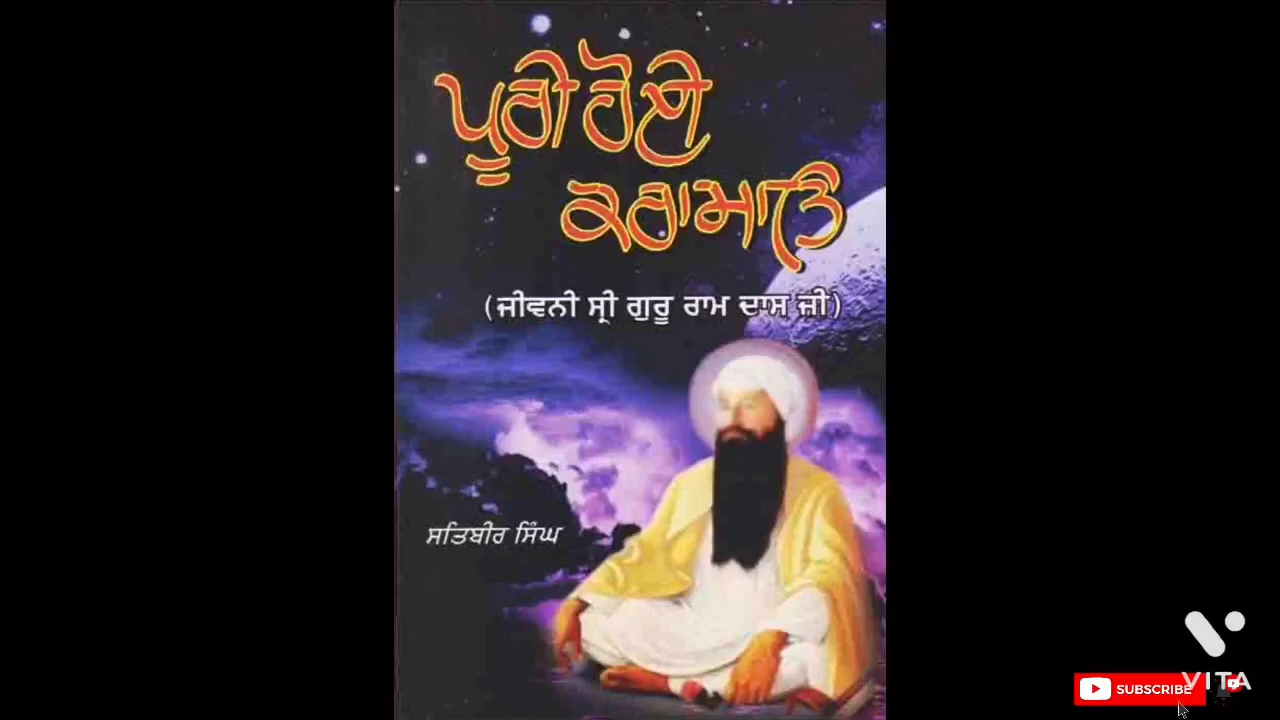 ਪੂਰੀ ਹੋਈ
ਕਰਾਮਾਤਿ
(ਜੀਵਨੀ ਸ੍ਰੀ ਗੁਰੂ ਰਾਮ ਦਾਸ ਜੀ)
ਸਤਿਬੀਰ ਸਿੰਘ
VITA
SUBSCRIBE